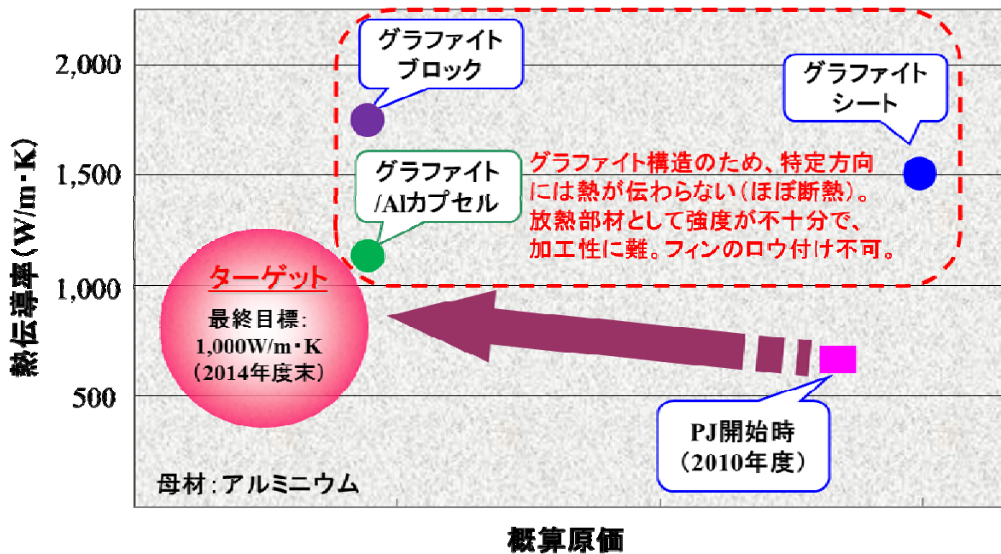 グラファイト
ブロック
グラファイト
シート
グラファイト
/Alカプセル
グラファイト構造のため、特定方向
には熱が伝わらない（ほぼ断熱）。
放熱部材として強度が不十分で、
加工性に難。フィンのロウ付け不可。
ターゲット
最終目標：
1,000W/m・K
（2014年度末）
PJ開始時
（2010年度）
母材：アルミニウム
熱伝導率（W/m・K）
2,000
1,500
1,000
500
概算原価